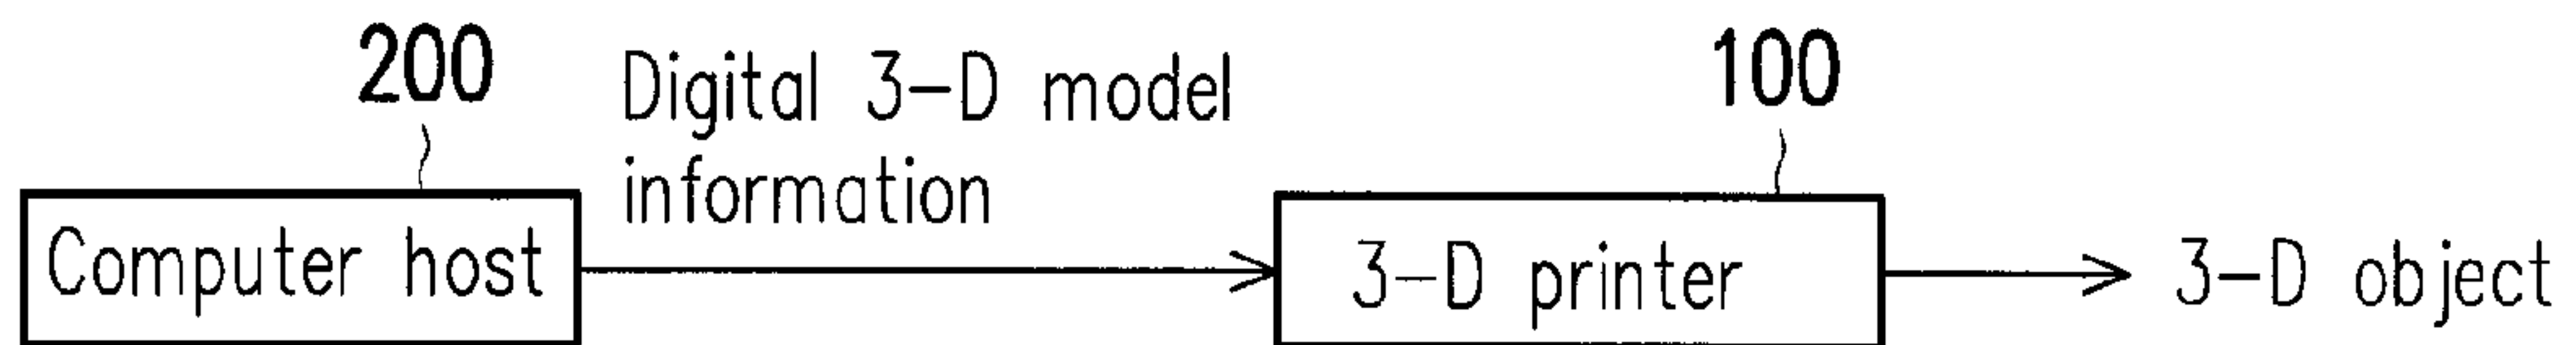 200
Digital 3-D model
information
100
Computer host
3-D printer
3-D object